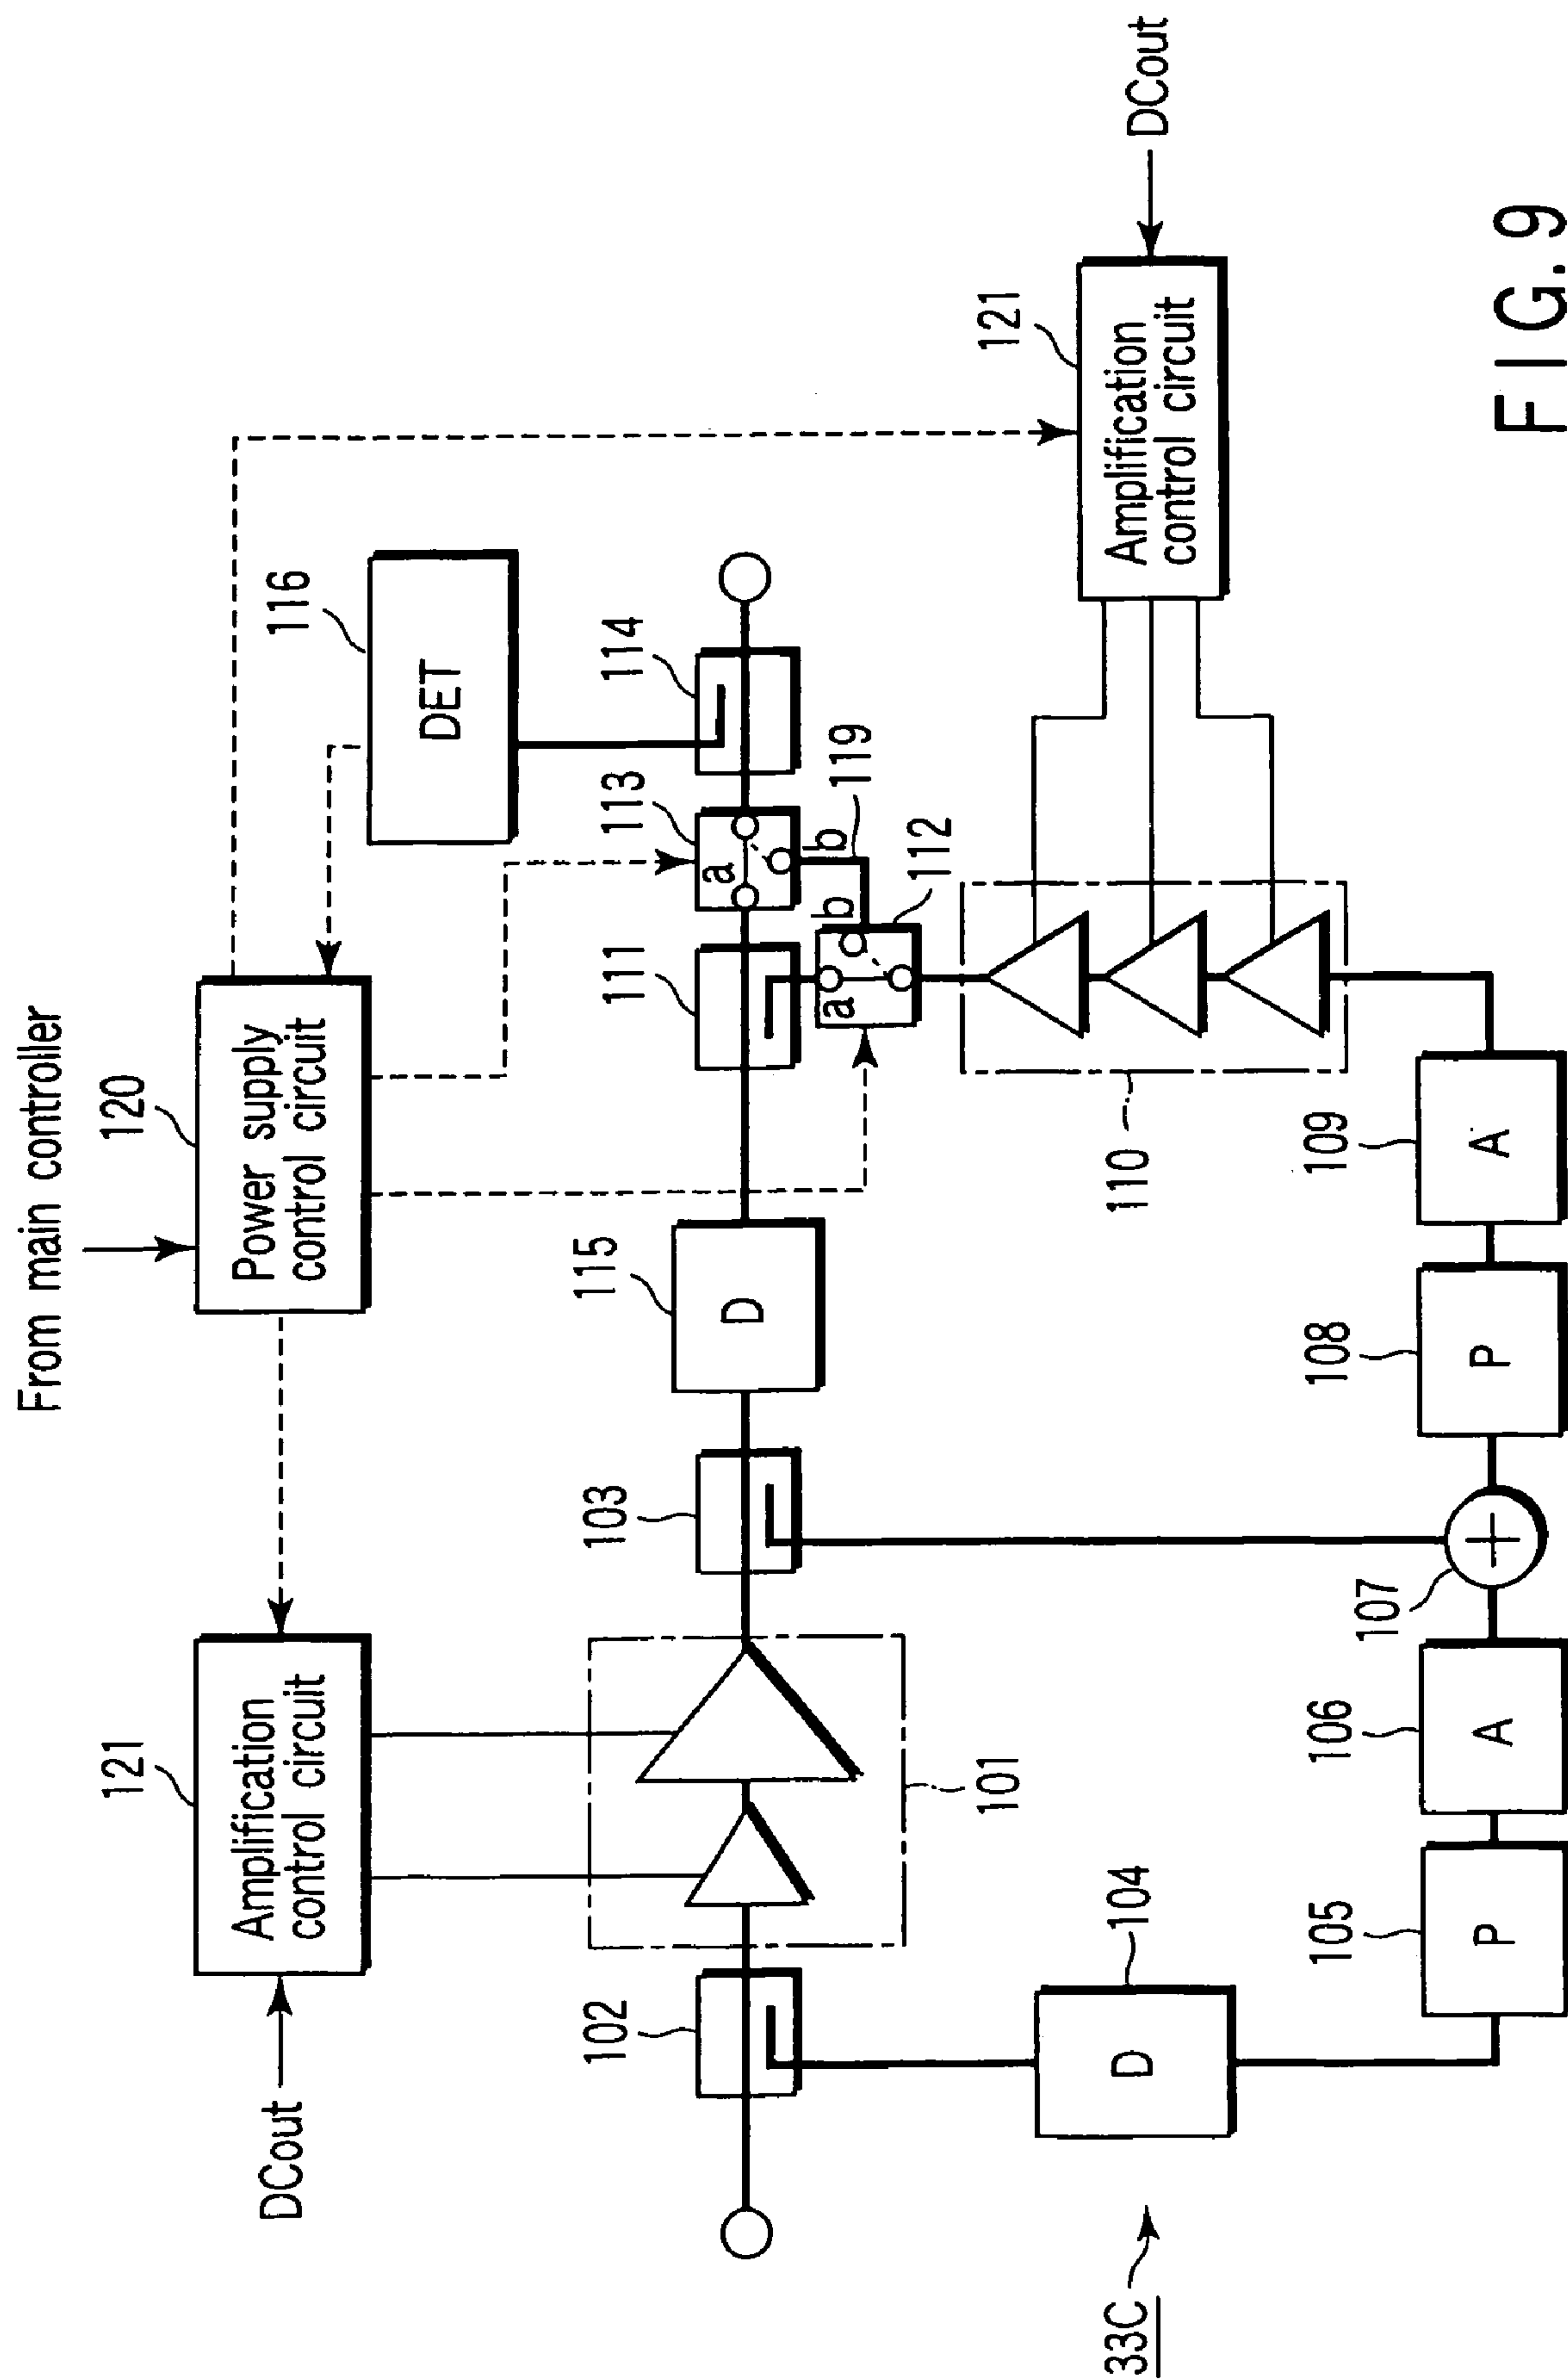 From main controller
120
Power supply
control circuit
121
Amplification
control circuit
DCout
116
DET
102
101
103
115
D
111
113
a
b
114
119
b
a
112
110
121
Amplification
control circuit
DCout
104
D
105
P
106
A
107
108
P
109
A
33C
FIG. 9